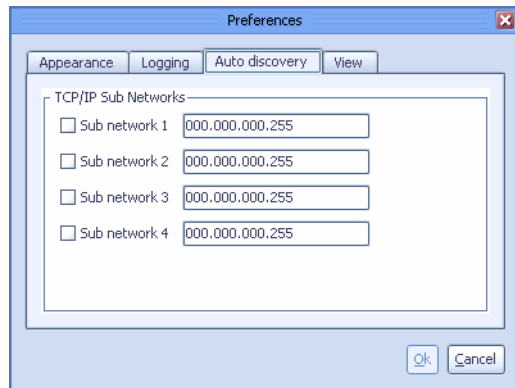 Preferences
Appearance Logging Auto discovery View
TCP/IP Sub Networks
Sub network 1 000.000.000.255
Sub network 2 000.000.000.255
Sub network 3 000.000.000.255
Sub network 4 000.000.000.255
Ok Cancel